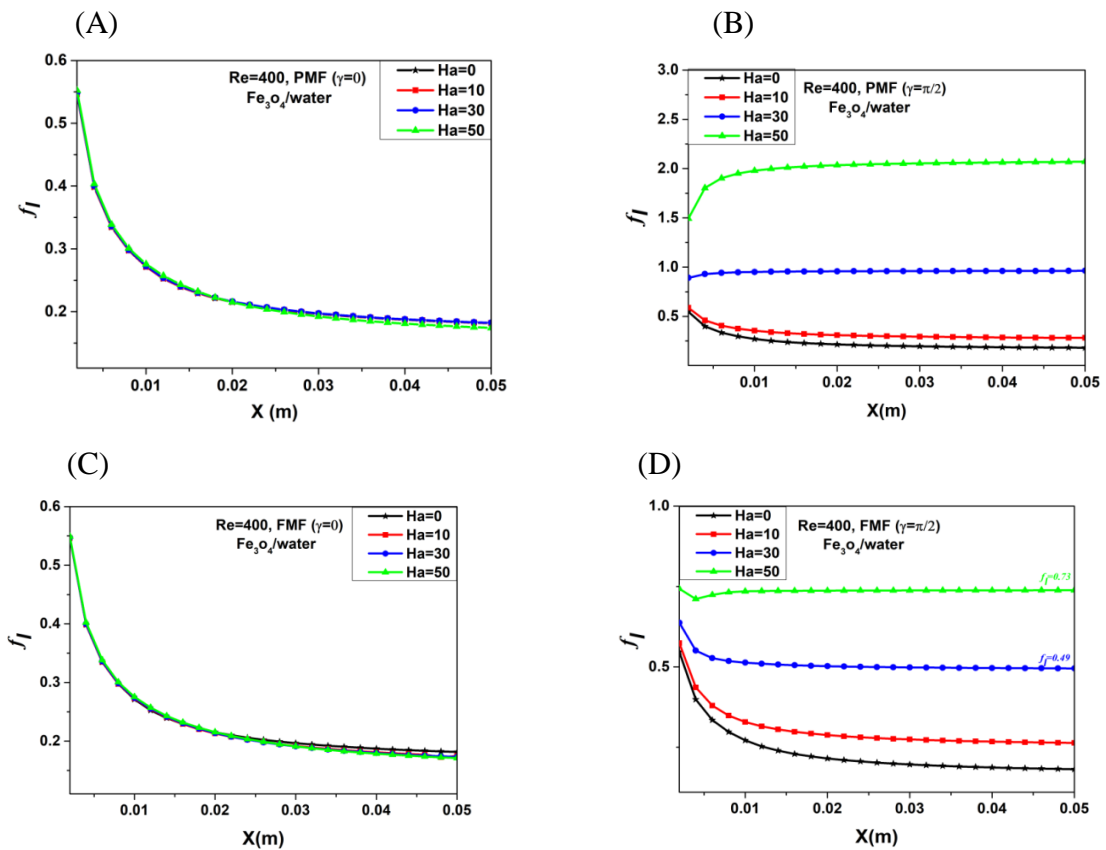 (A)
0.6
0.5
0.4
0.3
0.2
0.01
0.02
0.03
0.04
0.05
X (m)
fl
Re=400, PMF (γ=0)
Fe₃o₄/water
Ha=0
Ha=10
Ha=30
Ha=50
(B)
3.0
2.5
2.0
1.5
1.0
0.5
0.01
0.02
0.03
0.04
0.05
X(m)
fl
Ha=0
Ha=10
Ha=30
Ha=50
Re=400, PMF (γ=π/2)
Fe₃o₄/water
(C)
0.6
0.5
0.4
0.3
0.2
0.01
0.02
0.03
0.04
0.05
X(m)
fl
Re=400, FMF (γ=0)
Fe₃o₄/water
Ha=0
Ha=10
Ha=30
Ha=50
(D)
1.0
0.5
0.01
0.02
0.03
0.04
0.05
X(m)
fl
Ha=0
Ha=10
Ha=30
Ha=50
Re=400, FMF (γ=π/2)
Fe₃o₄/water
fl=0.73
fl=0.49